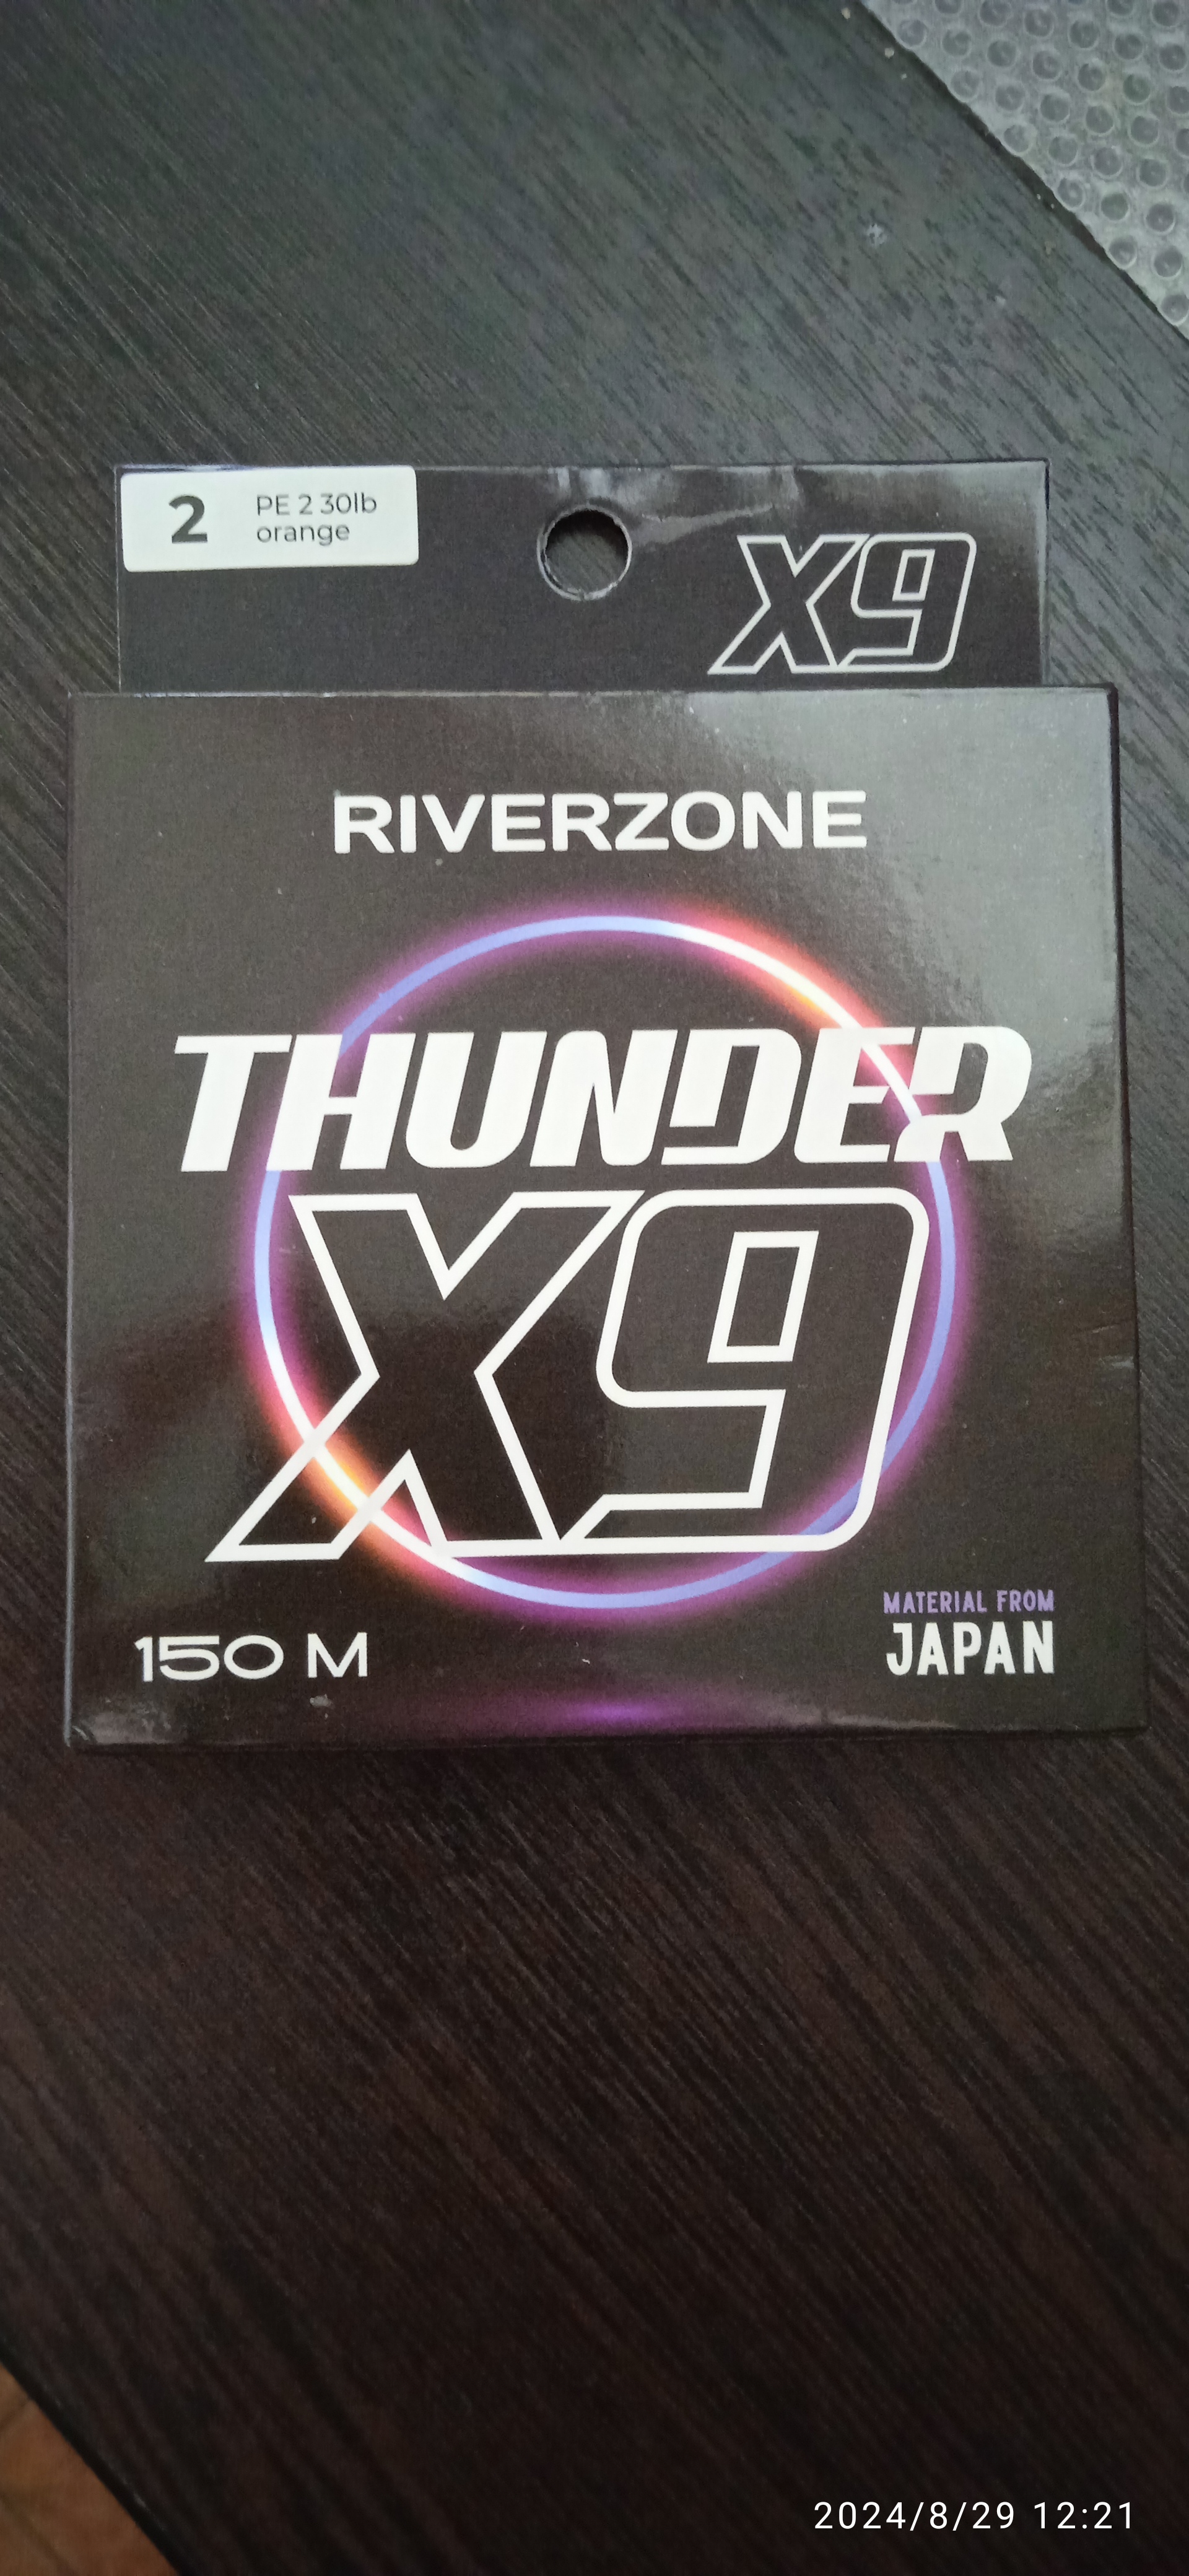 2 PE 2 30lb
orange
X9
RIVERZONE
THUNDER
X9
MATERIAL FROM
150 M JAPAN
2024/8/29 12:21